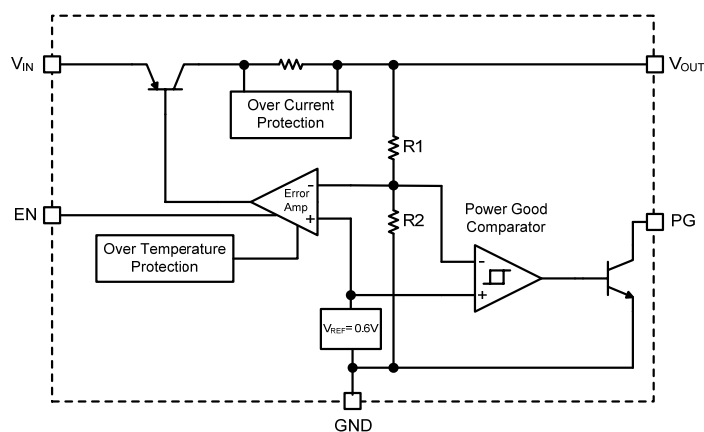 VIN
VOUT
Over Current
Protection
R1
Error
Amp
-
+
EN
R2
Power Good
Comparator
PG
Over Temperature
Protection
-
+
VREF= 0.6V
GND